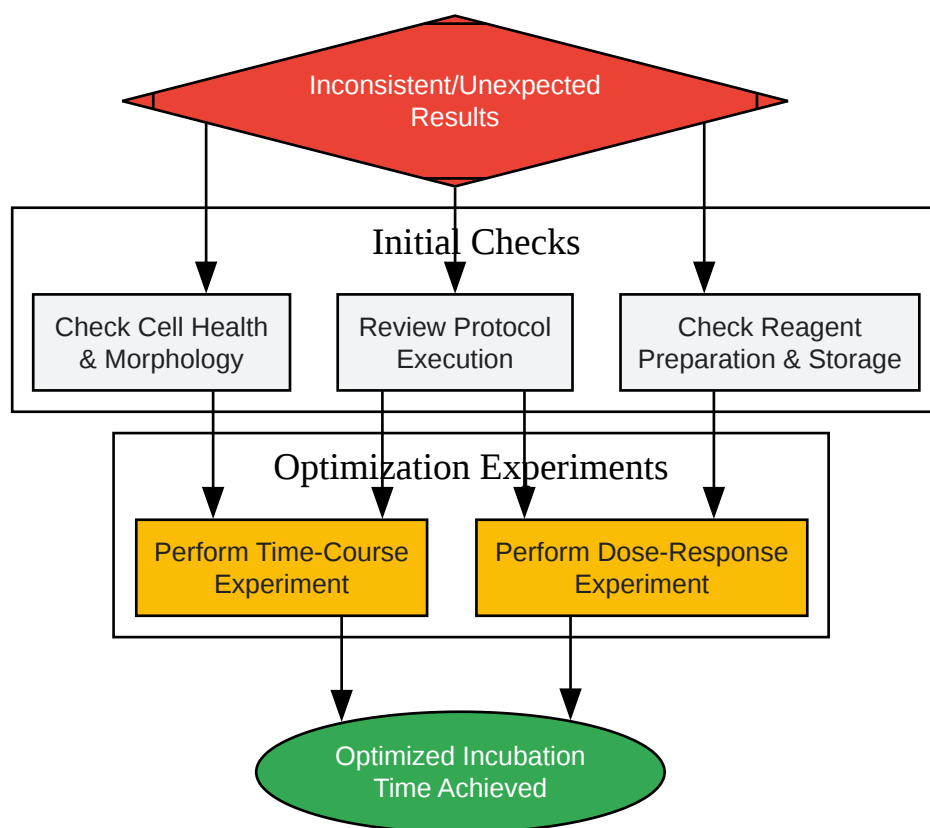 Inconsistent/Unexpected
Results
Initial Checks
Check Cell Health
& Morphology
Review Protocol
Execution
Check Reagent
Preparation & Storage
Optimization Experiments
Perform Time-Course
Experiment
Perform Dose-Response
Experiment
Optimized Incubation
Time Achieved